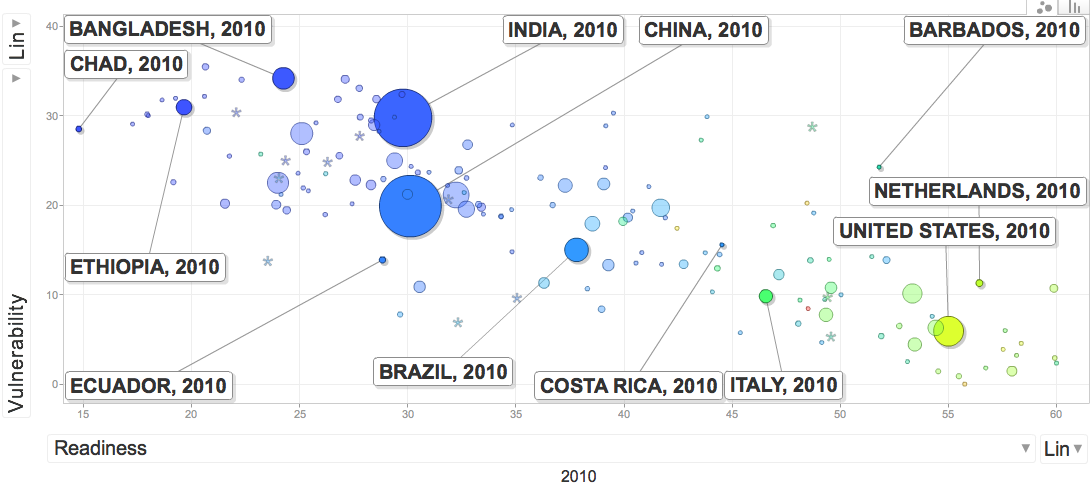 40
Lin
BANGLADESH, 2010
INDIA, 2010
CHINA, 2010
BARBADOS, 2010
CHAD, 2010
30
NETHERLANDS, 2010
20
UNITED STATES, 2010
ETHIOPIA, 2010
10
Vulnerability
BRAZIL, 2010
ECUADOR, 2010
COSTA RICA, 2010
ITALY, 2010
0
15 20 25 30 35 40 45 50 55 60
Readiness
Lin
2010